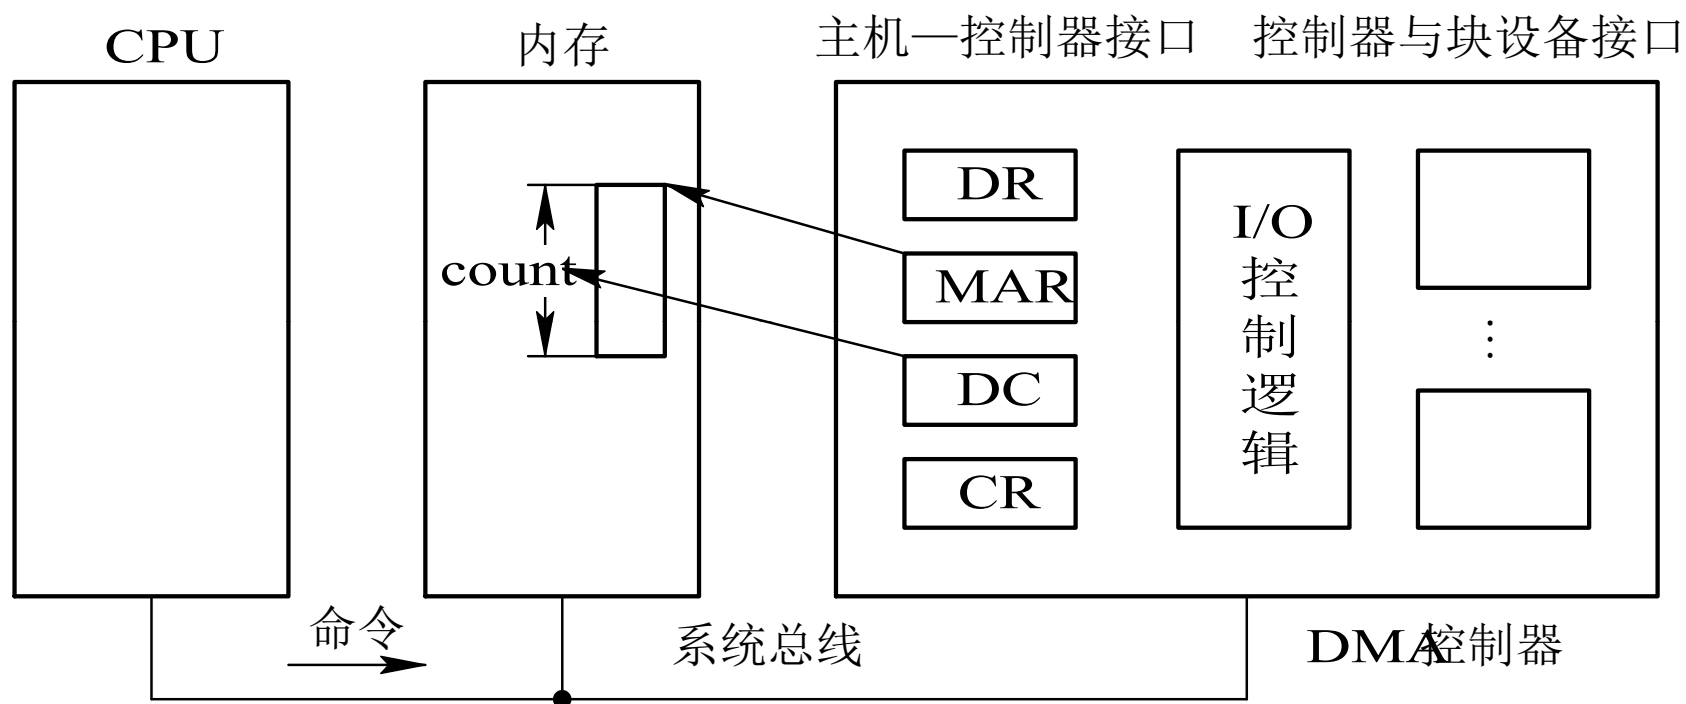 CPU
内存
主机—控制器接口
控制器与块设备接口
count
DR
MAR
DC
CR
I/O
控
制
逻
辑
⋮
命令
系统总线
DMA控制器